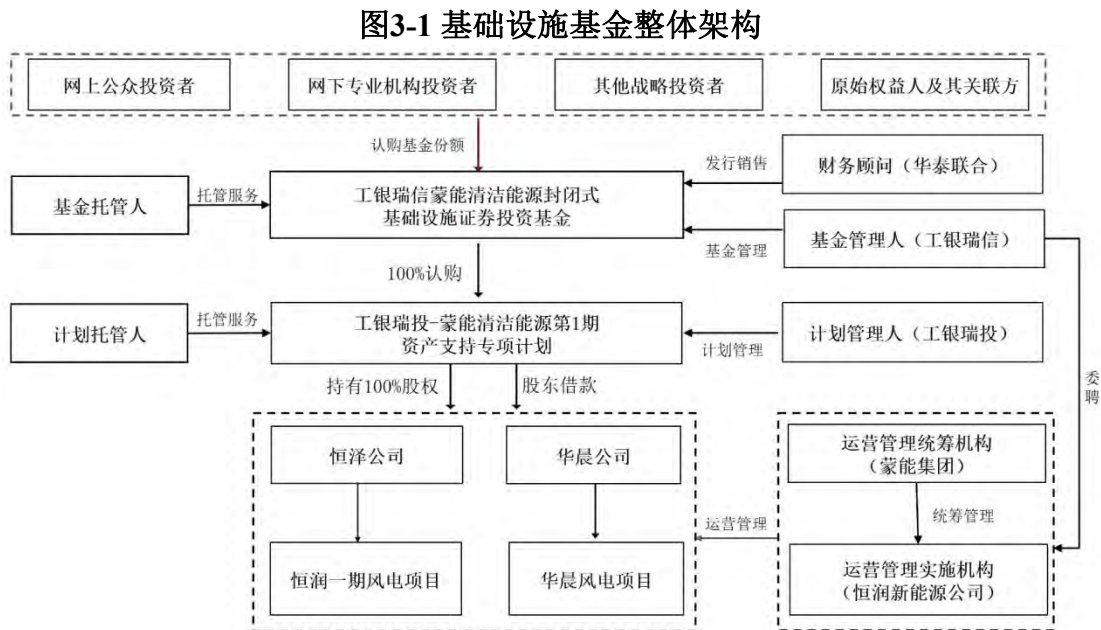 图3-1 基础设施基金整体架构
网上公众投资者
网下专业机构投资者
其他战略投资者
原始权益人及其关联方
认购基金份额
发行销售
财务顾问（华泰联合）
基金托管人
托管服务
工银瑞信蒙能清洁能源封闭式
基础设施证券投资基金
基金管理
基金管理人（工银瑞信）
100%认购
计划托管人
托管服务
工银瑞投-蒙能清洁能源第1期
资产支持专项计划
计划管理
计划管理人（工银瑞投）
委聘
持有100%股权
股东借款
恒泽公司
华晨公司
运营管理统筹机构
（蒙能集团）
运营管理
统筹管理
恒润一期风电项目
华晨风电项目
运营管理实施机构
（恒润新能源公司）